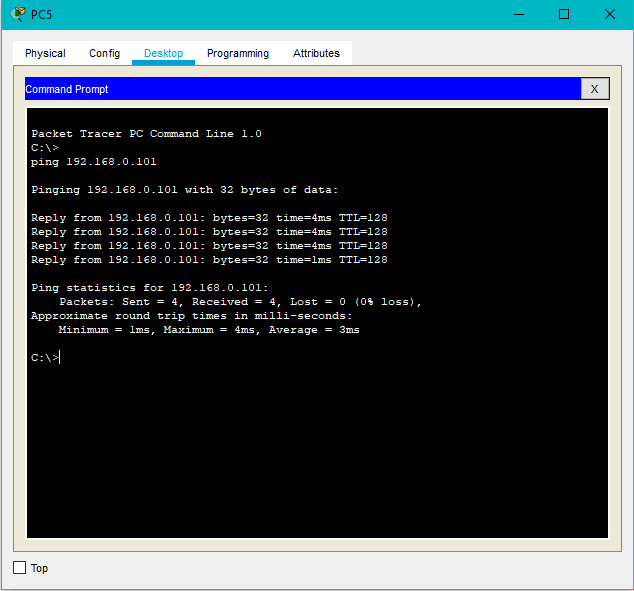 PC5
Physical Config Desktop Programming Attributes
Command Prompt X
Packet Tracer PC Command Line 1.0
C:\>
ping 192.168.0.101
Pinging 192.168.0.101 with 32 bytes of data:
Reply from 192.168.0.101: bytes=32 time=4ms TTL=128
Reply from 192.168.0.101: bytes=32 time=4ms TTL=128
Reply from 192.168.0.101: bytes=32 time=4ms TTL=128
Reply from 192.168.0.101: bytes=32 time=1ms TTL=128
Ping statistics for 192.168.0.101:
Packets: Sent = 4, Received = 4, Lost = 0 (0% loss),
Approximate round trip times in milli-seconds:
Minimum = 1ms, Maximum = 4ms, Average = 3ms
C:\>
Top